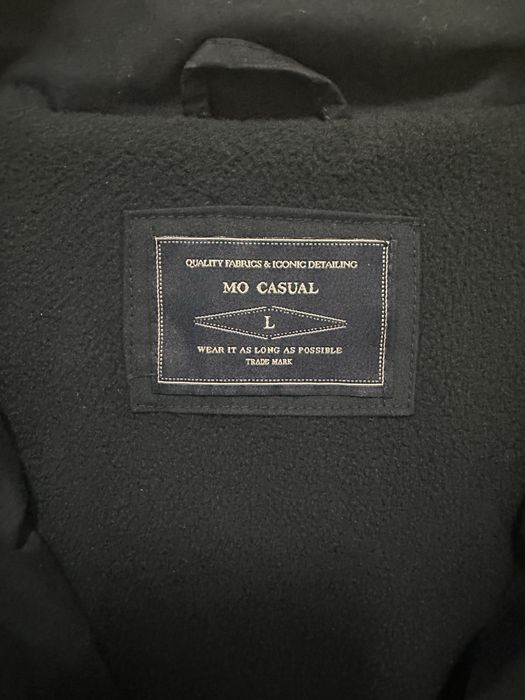 QUALITY FABRICS & ICONIC DETAILING
MO CASUAL
L
WEAR IT AS LONG AS POSSIBLE
TRADE MARK